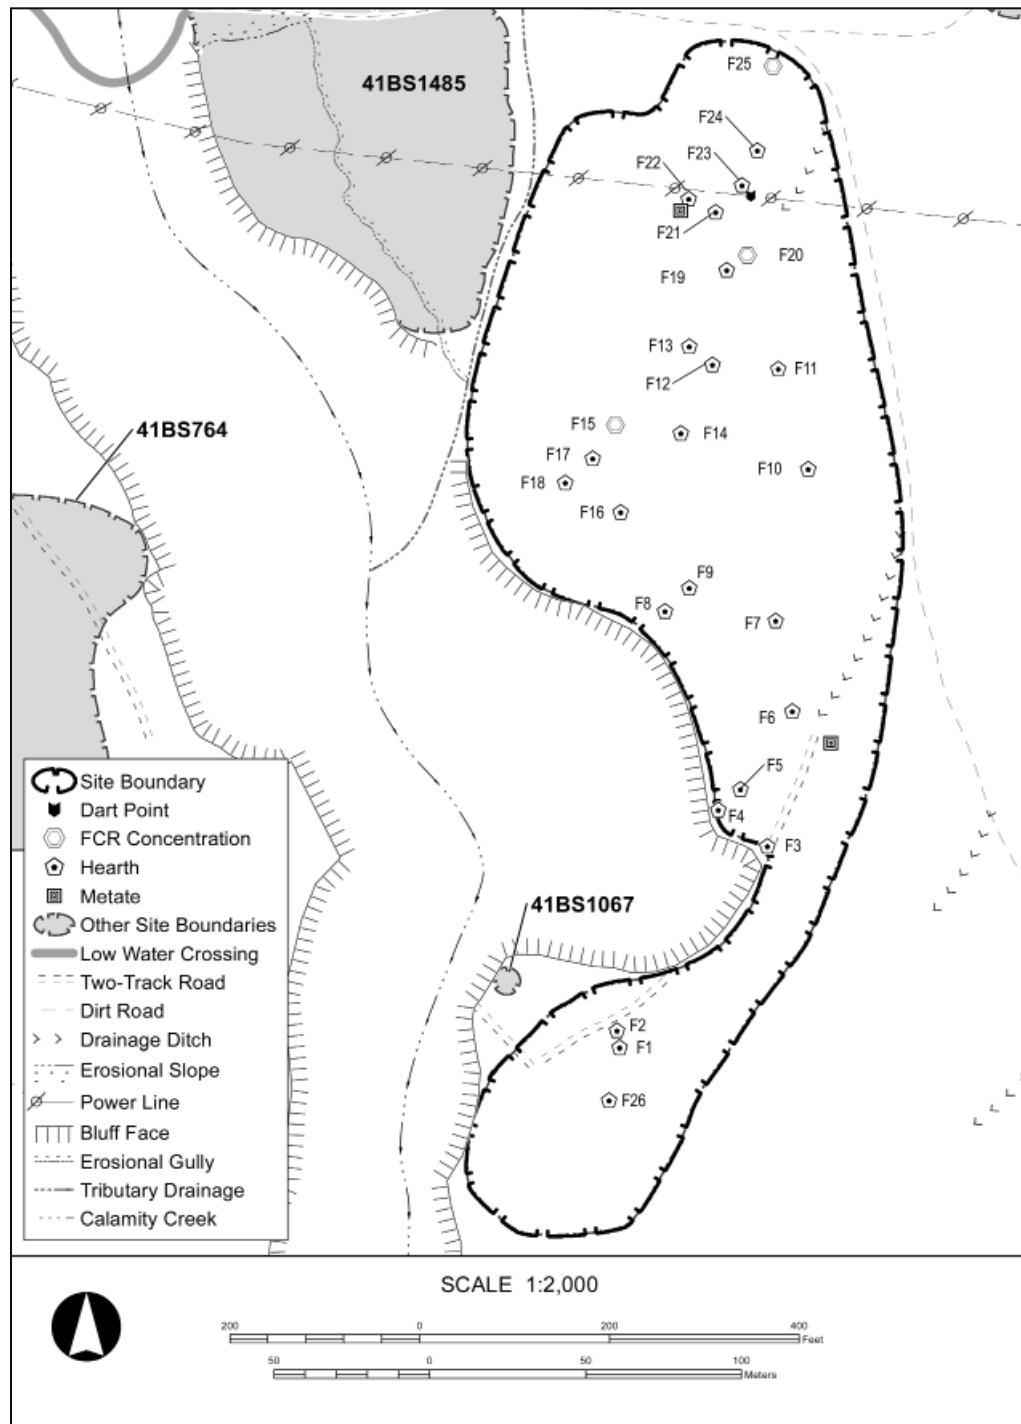 F25
41BS1485
F24
F23
F22
F21
F20
F19
F13
F12
F11
41BS764
F15
F14
F17
F10
F18
F16
F9
F8
F7
F6
F5
F4
F3
41BS1067
F2
F1
F26
Site Boundary
Dart Point
FCR Concentration
Hearth
Metate
Other Site Boundaries
Low Water Crossing
Two-Track Road
Dirt Road
Drainage Ditch
Erosional Slope
Power Line
Bluff Face
Erosional Gully
Tributary Drainage
Calamity Creek
SCALE 1:2,000
200 0 200 400
Feet
50 0 50 100
Meters